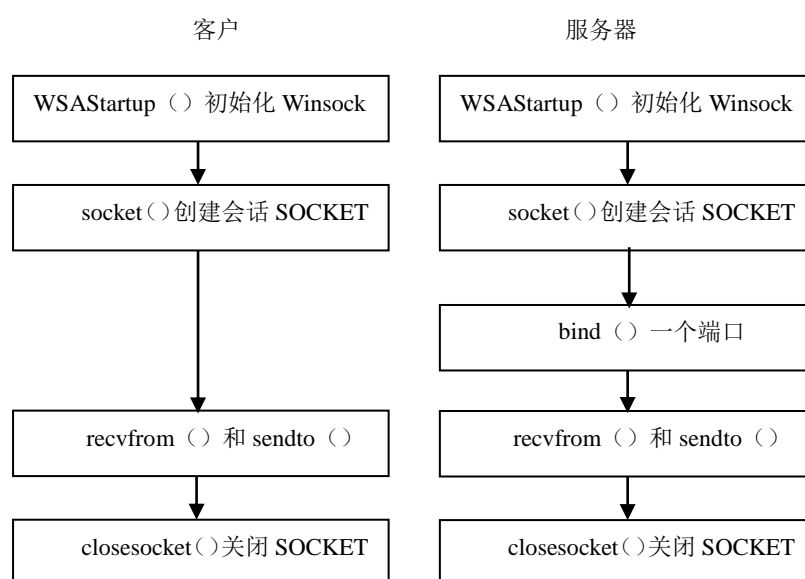 客户
服务器
WSAStartup（）初始化 Winsock
WSAStartup（）初始化 Winsock
socket（）创建会话 SOCKET
socket（）创建会话 SOCKET
bind（）一个端口
recvfrom（）和 sendto（）
recvfrom（）和 sendto（）
closesocket（）关闭 SOCKET
closesocket（）关闭 SOCKET